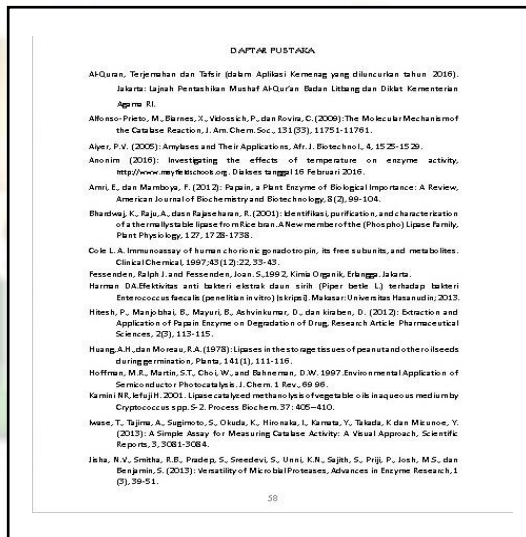 DAFTAR PUSTAKA
Al-Quran, Terjemahan dan Tafsir (dalam Aplikasi Kemenag yang diluncurkan tahun 2016).
Jakarta: Lajnah Pentashikan Mushaf Al-Qur'an Badan Litbang dan Diklat Kementerian
Agama RI.
Alfonso-Prieto, M., Biarnes, X., Vidossich, P., dan Rovira, C. (2009): The Molecular Mechanism of
the Catalase Reaction, J. Am. Chem. Soc., 131(33), 11751-11761.
Aiyer, P.V. (2005): Amylases and Their Applications, Afr. J. Biotechnol., 4, 1525-1529.
Anonim (2016): Investigating the effects of temperature on enzyme activity,
http://www.mayfieldschools.org. Diakses tanggal 16 Februari 2016.
Amri, E., dan Mamboya, F. (2012): Papain, a Plant Enzyme of Biological Importance: A Review,
American Journal of Biochemistry and Biotechnology, 8(2), 99-104.
Bhardwaj, K., Raju, A., dan Rajasekharan, R. (2001): Identifikasi, purification, and characterization
of a thermally stable lipase from Rice bran. A New member of the (Phospho) Lipase Family,
Plant Physiology, 127, 1728-1738.
Cole L. A. Immunoassay of human chorionic gonadotropin, its free subunits, and metabolites.
Clinical Chemical, 1997;43(12):22,33-43.
Fessenden, Ralph J. and Fessenden, Joan. S,1992, Kimia Organik, Erlangga. Jakarta.
Harman DA.Efektivitas anti bakteri ekstrak daun sirih (Piper betle L.) terhadap bakteri
Enterococcus faecalis (penelitian in vitro) [skripsi]. Makasar: Universitas Hasanudin; 2013.
Hitesh, P., Manjobhai, B., Mayuri, B., Ashvinkumar, D., dan kiraben, D. (2012): Extraction and
Application of Papain Enzyme on Degradation of Drug, Research Article Pharmaceutical
Sciences, 2(3), 113-115.
Huang, A.H., dan Moreau, R.A. (1978): Lipases in the storage tissues of peanut and other oilseeds
during germination, Planta, 141(1), 111-116.
Hoffman, M.R., Martin, S.T., Choi, W., and Bahneman, D.W. 1997. Environmental Application of
Semiconductor Photocatalysis. J. Chem. 1 Rev., 69 96.
Kamini NR, Iefuji H. 2001. Lipase catalyzed methanolysis of vegetable oils in aqueous medium by
Cryptococcus spp. S-2. Process Biochem. 37: 405–410.
Iwase, T., Tajima, A., Sugimoto, S., Okuda, K., Hironaka, I., Kamata, Y., Takada, K dan Micunoe, Y.
(2013): A Simple Assay for Measuring Catalase Activity: A Visual Approach, Scientific
Reports, 3, 3081-3084.
Jisha, N.V., Smitha, R.B., Pradep, S., Sreedevi, S., Unni, K.N., Sajith, S., Priji, P., Josh, M.S., dan
Benjamin, S. (2013): Versatility of Microbial Proteases, Advances in Enzyme Research, 1
(3), 39-51.
58